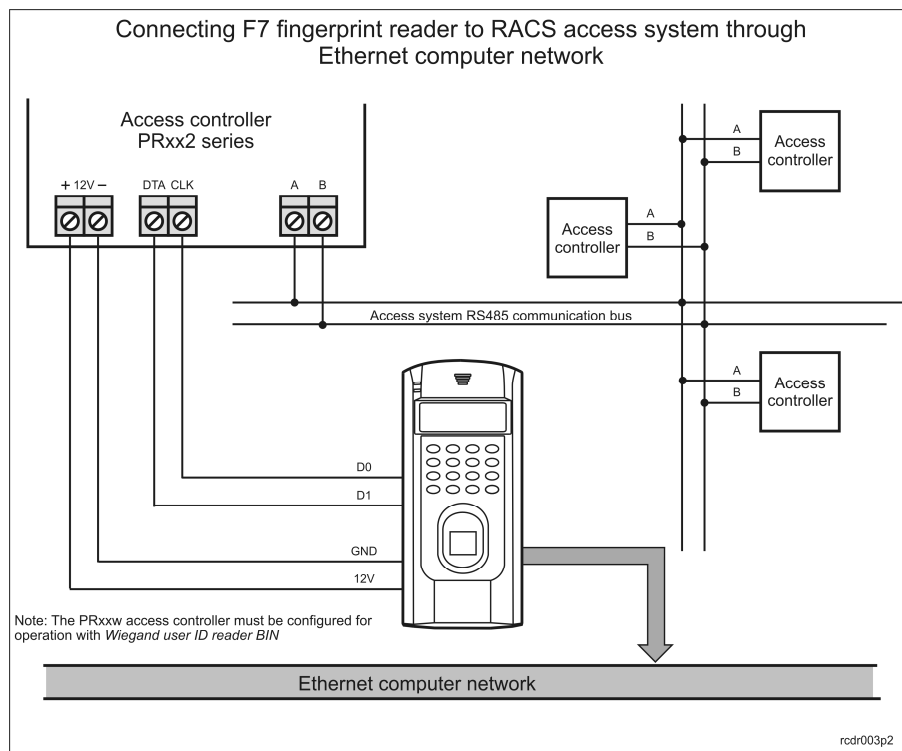 Connecting F7 fingerprint reader to RACS access system through
Ethernet computer network
Access controller
PRxx2 series
+ 12V −
DTA CLK
A B
A
B
Access
controller
Access
controller
A
B
Access system RS485 communication bus
A
B
Access
controller
D0
D1
GND
12V
Note: The PRxxw access controller must be configured for
operation with Wiegand user ID reader BIN
Ethernet computer network
rcdr003p2